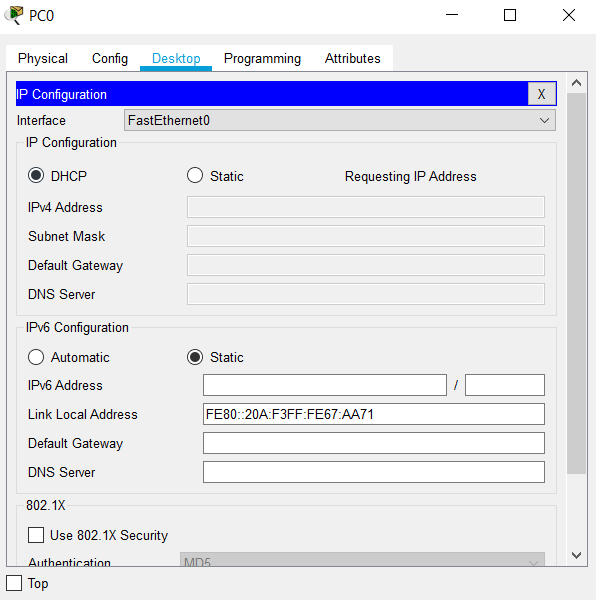 PC0
Physical Config Desktop Programming Attributes
IP Configuration X
Interface FastEthernet0
IP Configuration
DHCP Static Requesting IP Address
IPv4 Address
Subnet Mask
Default Gateway
DNS Server
IPv6 Configuration
Automatic Static
IPv6 Address /
Link Local Address FE80::20A:F3FF:FE67:AA71
Default Gateway
DNS Server
802.1X
Use 802.1X Security
Authentication MD5
Top